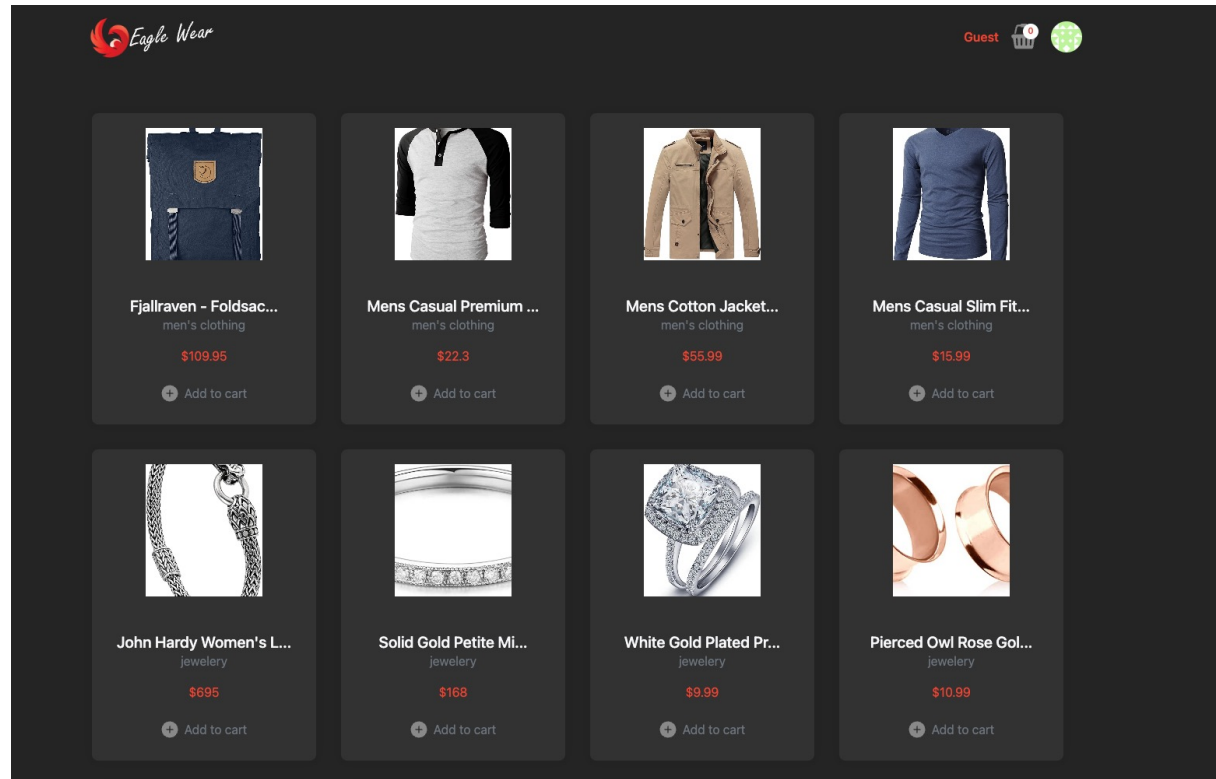 Eagle Wear
Guest
0
Fjallraven - Foldsac...
men's clothing
$109.95
Add to cart
Mens Casual Premium ...
men's clothing
$22.3
Add to cart
Mens Cotton Jacket...
men's clothing
$55.99
Add to cart
Mens Casual Slim Fit...
men's clothing
$15.99
Add to cart
John Hardy Women's L...
jewelery
$695
Add to cart
Solid Gold Petite Mi...
jewelery
$168
Add to cart
White Gold Plated Pr...
jewelery
$9.99
Add to cart
Pierced Owl Rose Gol...
jewelery
$10.99
Add to cart